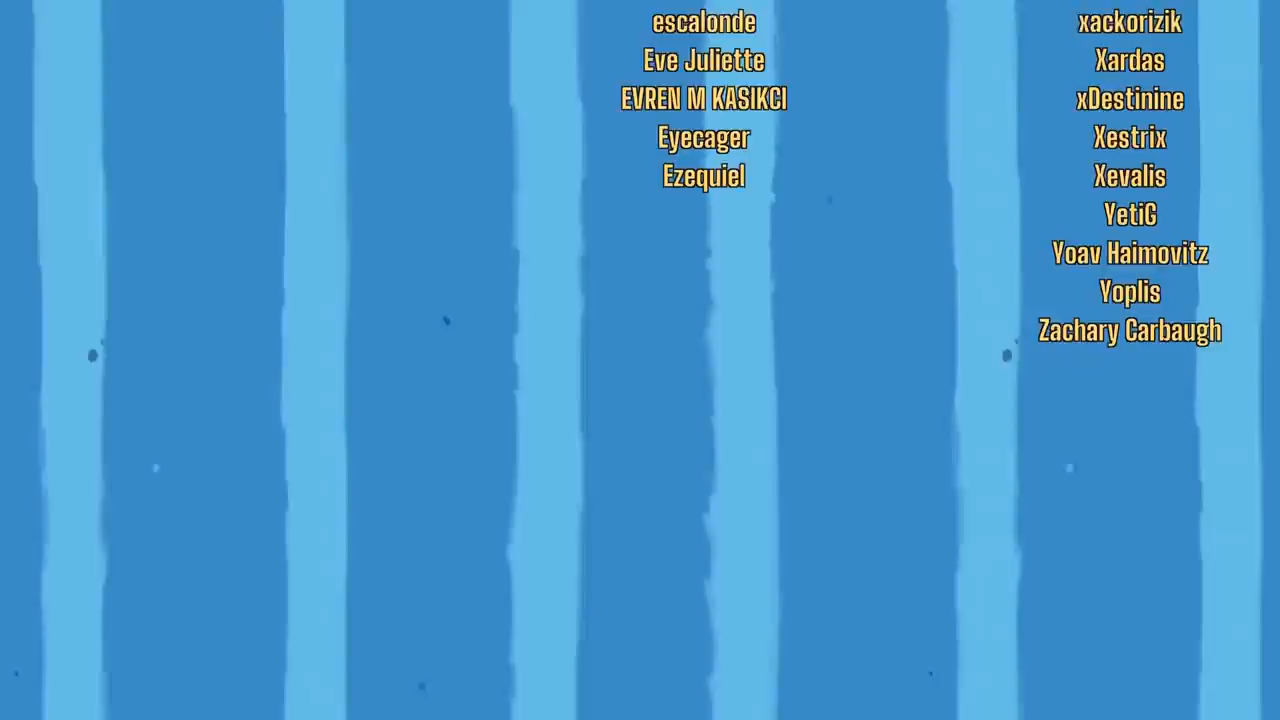 escalonde
Eve Juliette
EVREN M KASIKCI
Eyecager
Ezequiel
xackorizik
Xardas
xDestinine
Xestrix
Xevalis
YetiG
Yoav Haimovitz
Yoplis
Zachary Carbaugh